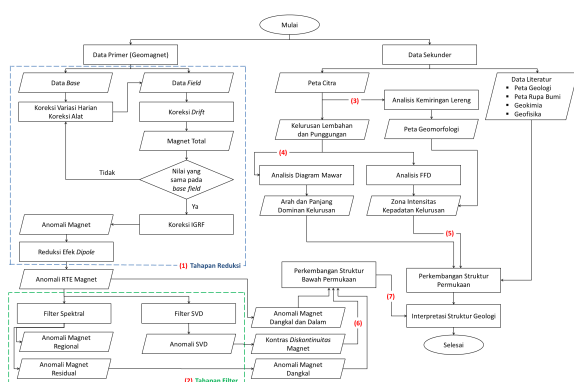 Mulai
Data Primer (Geomagnet)
Data Sekunder
Data Base
Data Field
Peta Citra
Data Literatur
▪ Peta Geologi
▪ Peta Rupa Bumi
▪ Geokimia
▪ Geofisika
Koreksi Variasi Harian
Koreksi Alat
Koreksi Drift
(3)
Analisis Kemiringan Lereng
Magnet Total
Kelurusan Lembahan
dan Punggungan
Peta Geomorfologi
Tidak
Nilai yang
sama pada
base field
(4)
Analisis Diagram Mawar
Analisis FFD
Ya
Anomali Magnet
Koreksi IGRF
Arah dan Panjang
Dominan Kelurusan
Zona Intensitas
Kepadatan Kelurusan
Reduksi Efek Dipole
(5)
(1) Tahapan Reduksi
Anomali RTE Magnet
Perkembangan Struktur
Bawah Permukaan
Perkembangan Struktur
Permukaan
(7)
Filter Spektral
Filter SVD
Anomali Magnet
Dangkal dan Dalam
Interpretasi Struktur Geologi
(6)
Anomali Magnet
Regional
Anomali SVD
Kontras Diskontinuitas
Magnet
Selesai
Anomali Magnet
Residual
Anomali Magnet
Dangkal
(2) Tahapan Filter